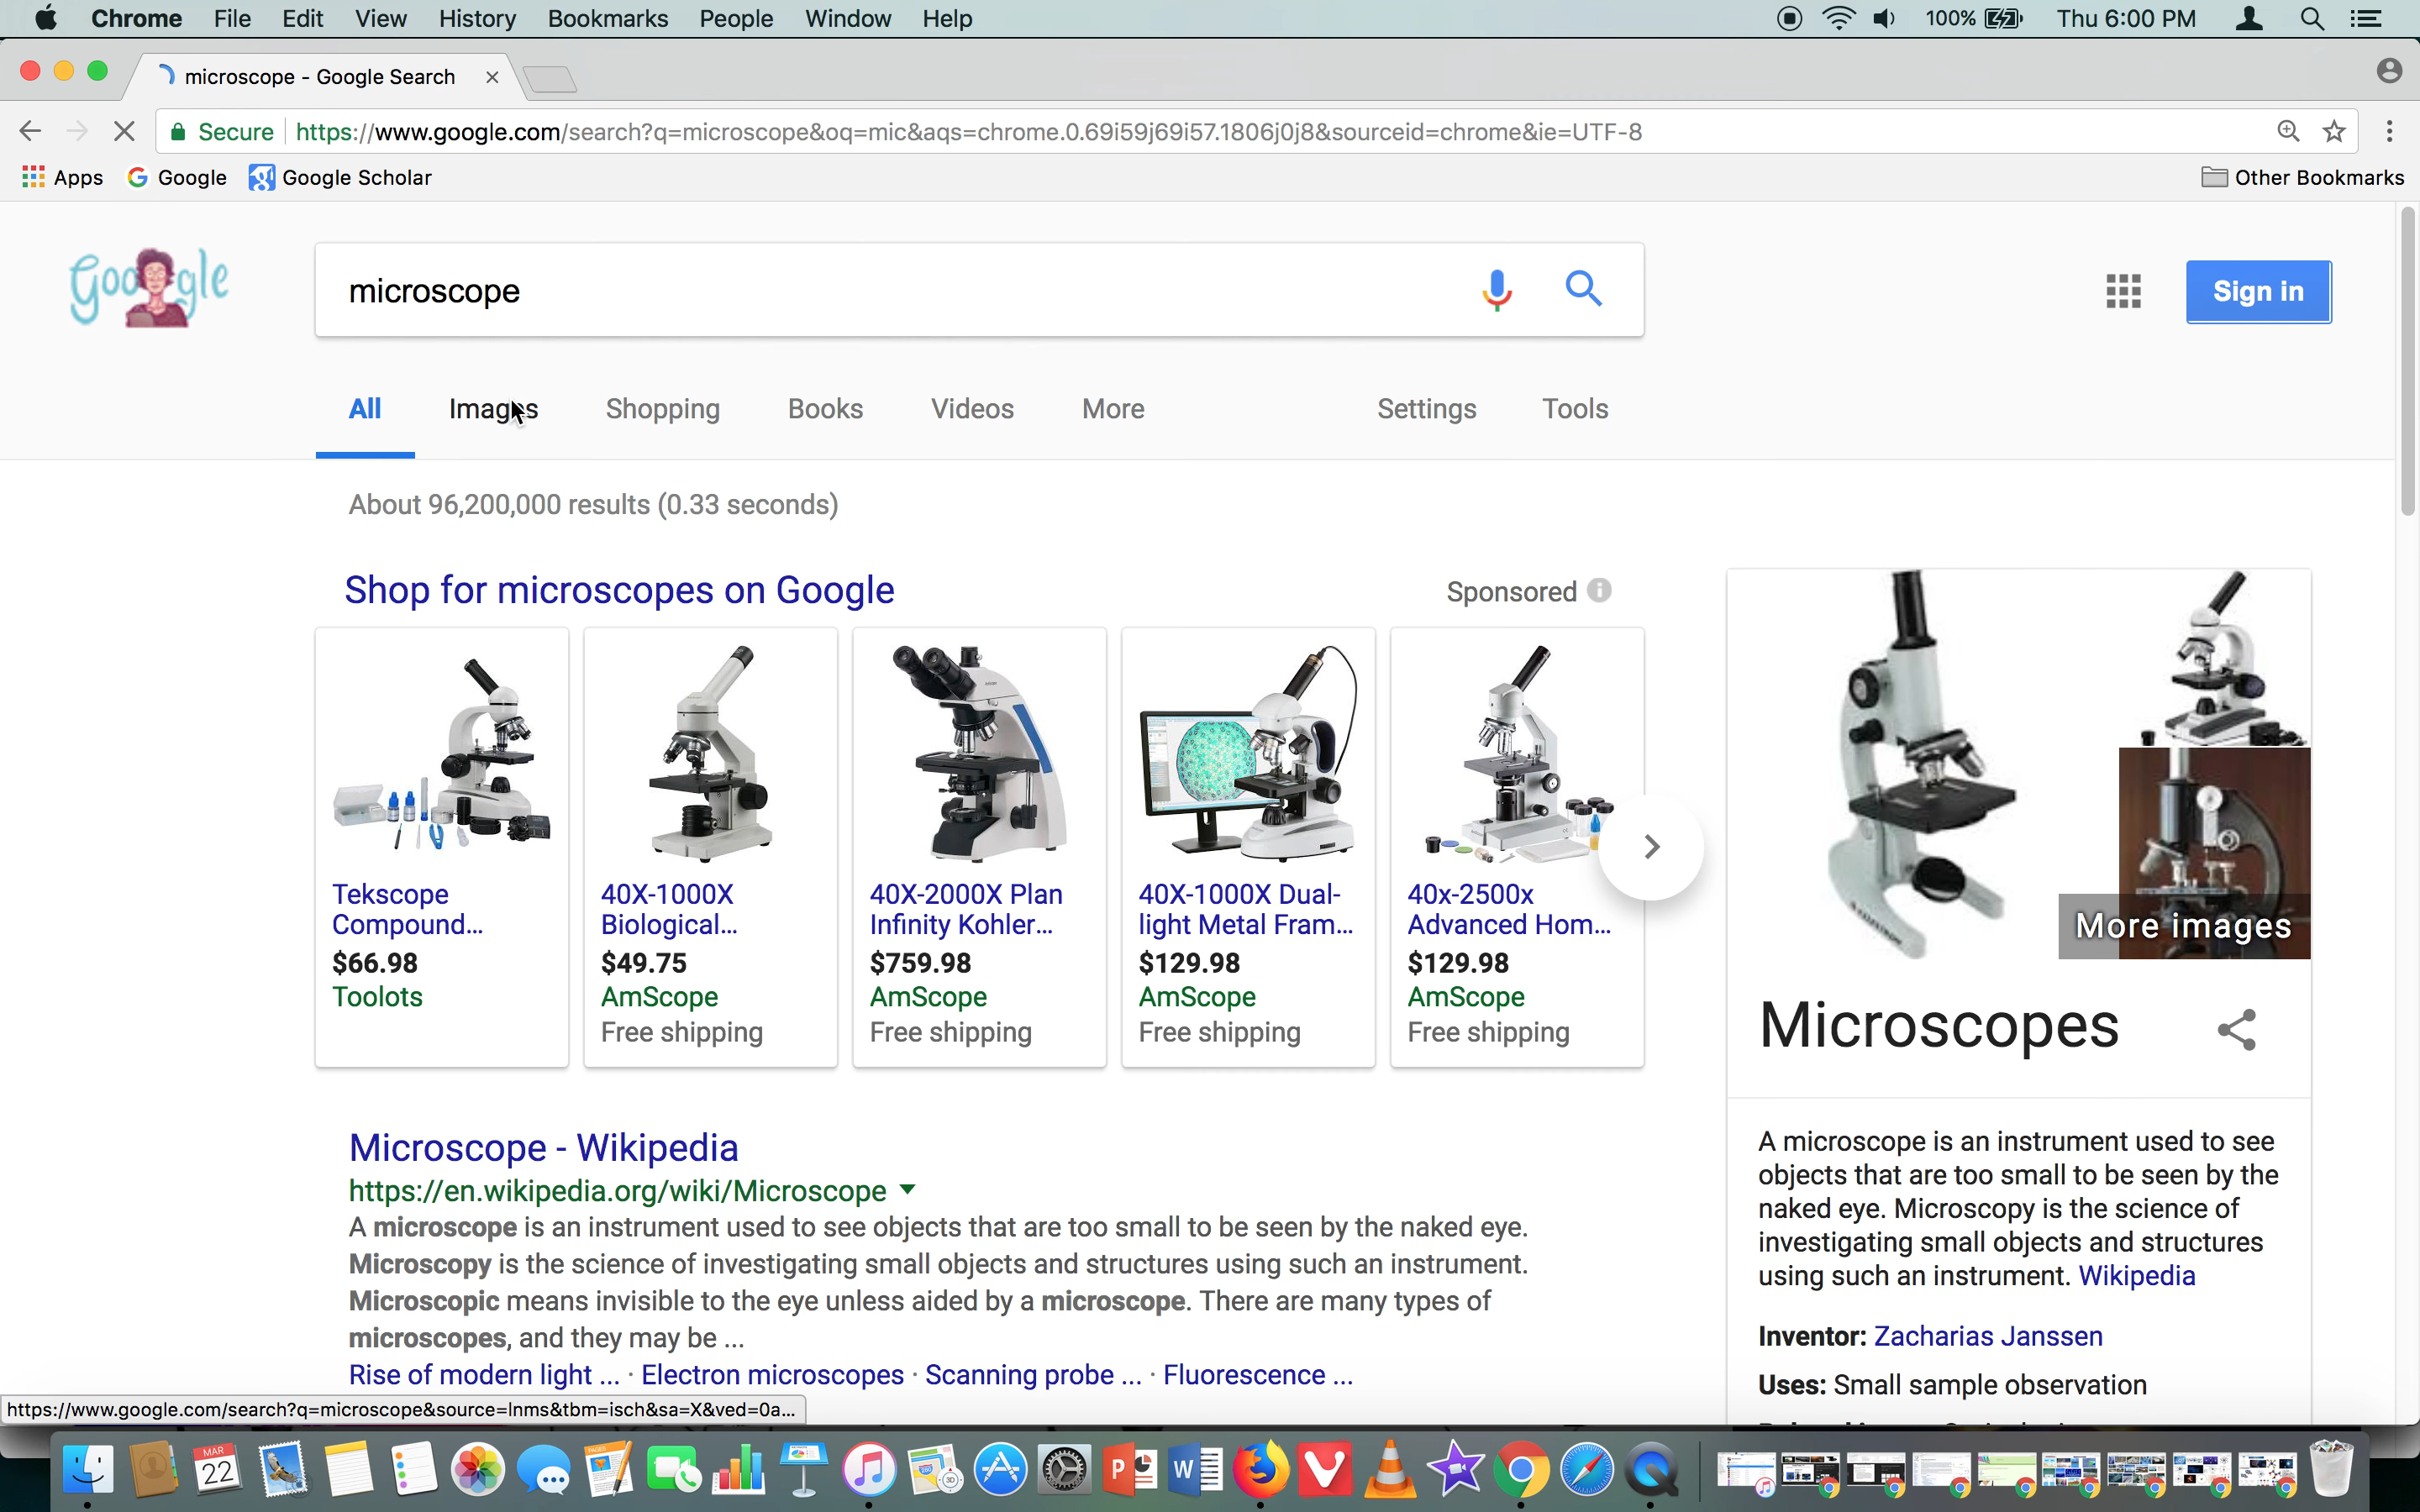 Chrome File Edit View History Bookmarks People Window Help 100% Thu 6:00 PM
microscope - Google Search
Secure https://www.google.com/search?q=microscope&oq=mic&aqs=chrome.0.69i59j69i57.1806j0j8&sourceid=chrome&ie=UTF-8
Apps Google Google Scholar Other Bookmarks
Google microscope Sign in
All Images Shopping Books Videos More Settings Tools
About 96,200,000 results (0.33 seconds)
Shop for microscopes on Google Sponsored
Tekscope
Compound...
$66.98
Toolots
40X-1000X
Biological...
$49.75
AmScope
Free shipping
40X-2000X Plan
Infinity Kohler...
$759.98
AmScope
Free shipping
40X-1000X Dual-
light Metal Fram...
$129.98
AmScope
Free shipping
40x-2500x
Advanced Hom...
$129.98
AmScope
Free shipping
Microscope - Wikipedia
https://en.wikipedia.org/wiki/Microscope
A microscope is an instrument used to see objects that are too small to be seen by the naked eye.
Microscopy is the science of investigating small objects and structures using such an instrument.
Microscopic means invisible to the eye unless aided by a microscope. There are many types of
microscopes, and they may be ...
Rise of modern light ... · Electron microscopes · Scanning probe ... · Fluorescence ...
More images
Microscopes
A microscope is an instrument used to see
objects that are too small to be seen by the
naked eye. Microscopy is the science of
investigating small objects and structures
using such an instrument. Wikipedia
Inventor: Zacharias Janssen
Uses: Small sample observation
https://www.google.com/search?q=microscope&source=lnms&tbm=isch&sa=X&ved=0a...
MAR
22
PAGES
3D
P
W